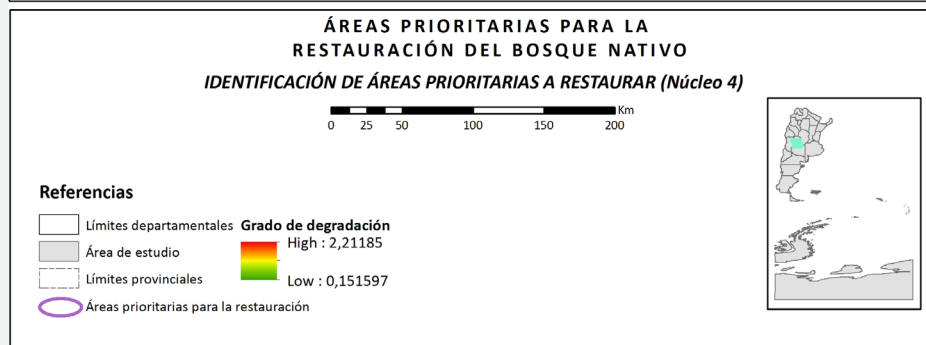 ÁREAS PRIORITARIAS PARA LA
RESTAURACIÓN DEL BOSQUE NATIVO
IDENTIFICACIÓN DE ÁREAS PRIORITARIAS A RESTAURAR (Núcleo 4)
Km
0 25 50 100 150 200
Referencias
Límites departamentales
Área de estudio
Límites provinciales
Áreas prioritarias para la restauración
Grado de degradación
High : 2,21185
Low : 0,151597